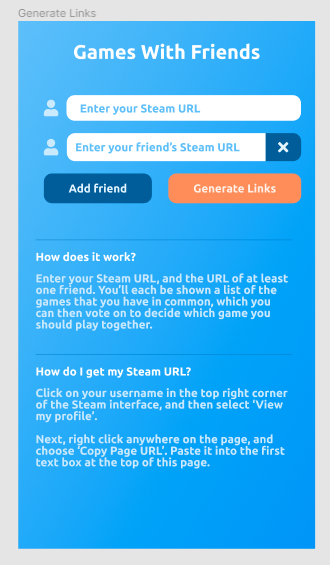 Generate Links
Games With Friends
Enter your Steam URL
Enter your friend’s Steam URL
Add friend
Generate Links
How does it work?
Enter your Steam URL, and the URL of at least
one friend. You’ll each be shown a list of the
games that you have in common, which you
can then vote on to decide which game you
should play together.
How do I get my Steam URL?
Click on your username in the top right corner
of the Steam interface, and then select ‘View
my profile’.
Next, right click anywhere on the page, and
choose ‘Copy Page URL’. Paste it into the first
text box at the top of this page.